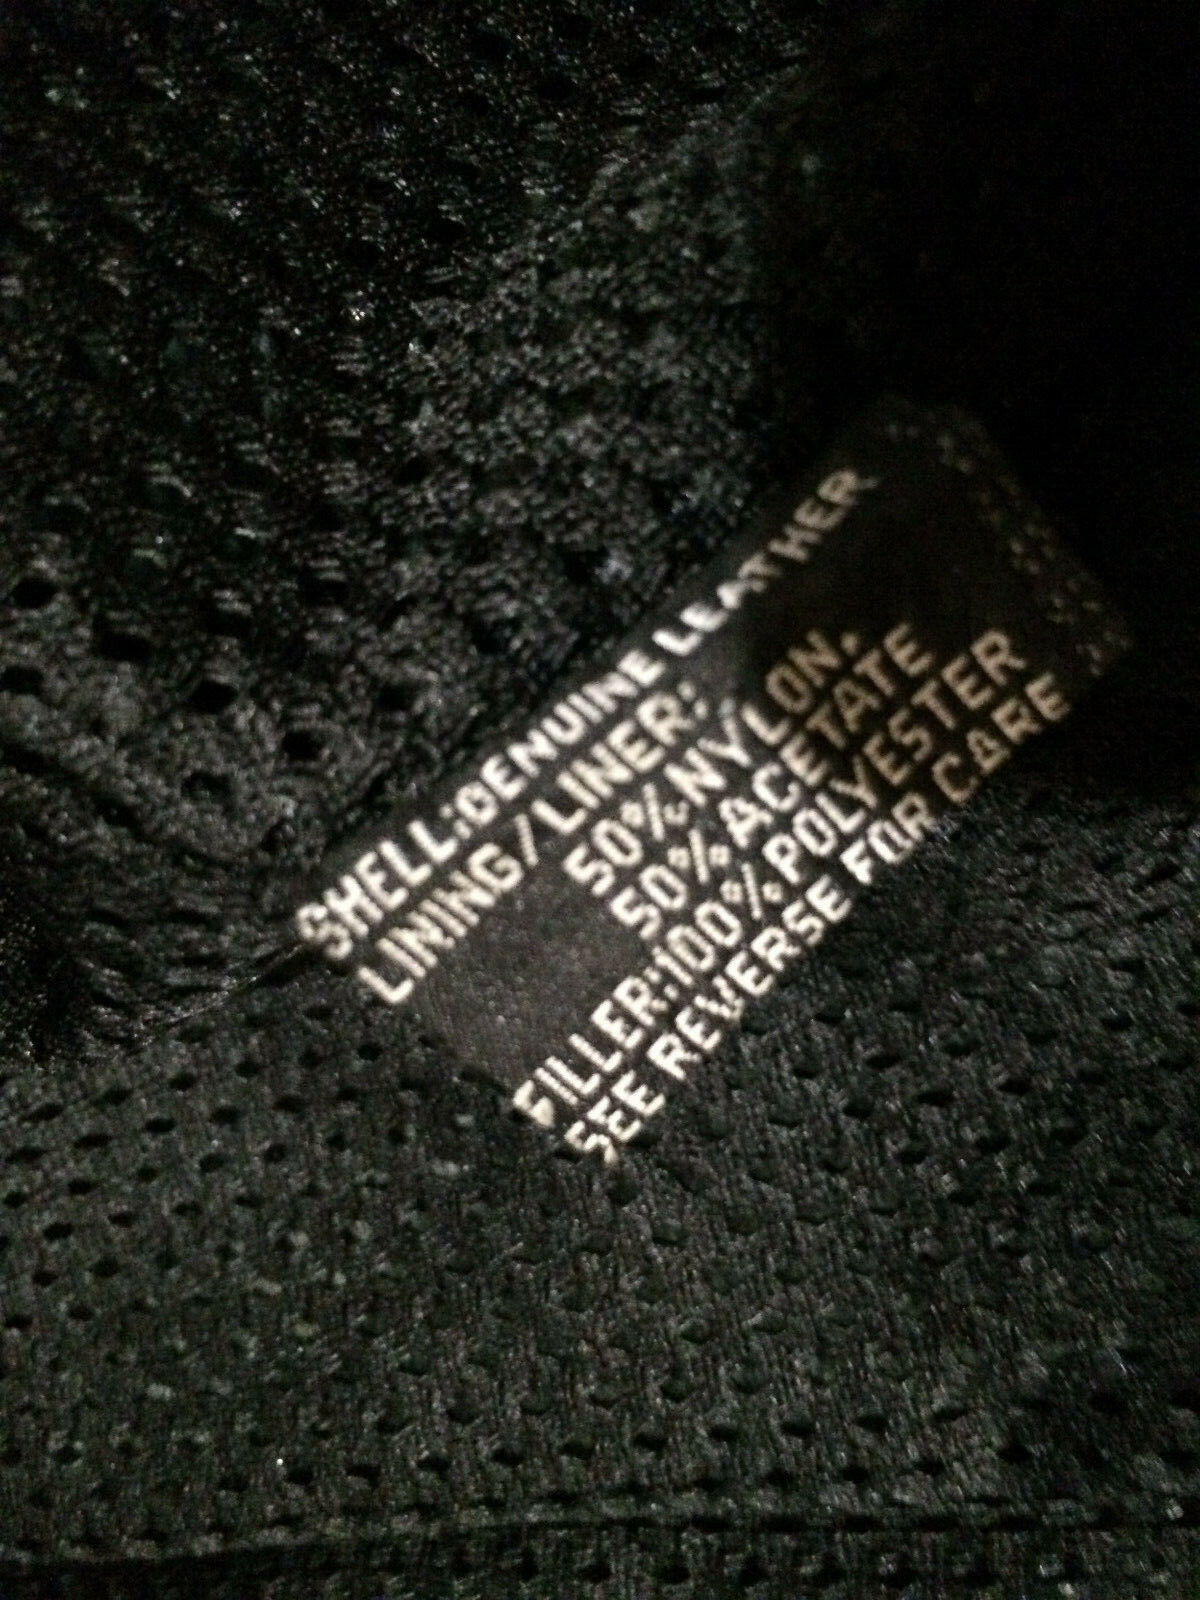 SHELL:GENUINE LEATHER
LINING/LINER:
50%NYLON.
50%ACETATE
FILLER:100%POLYESTER
SEE REVERSE FOR CARE